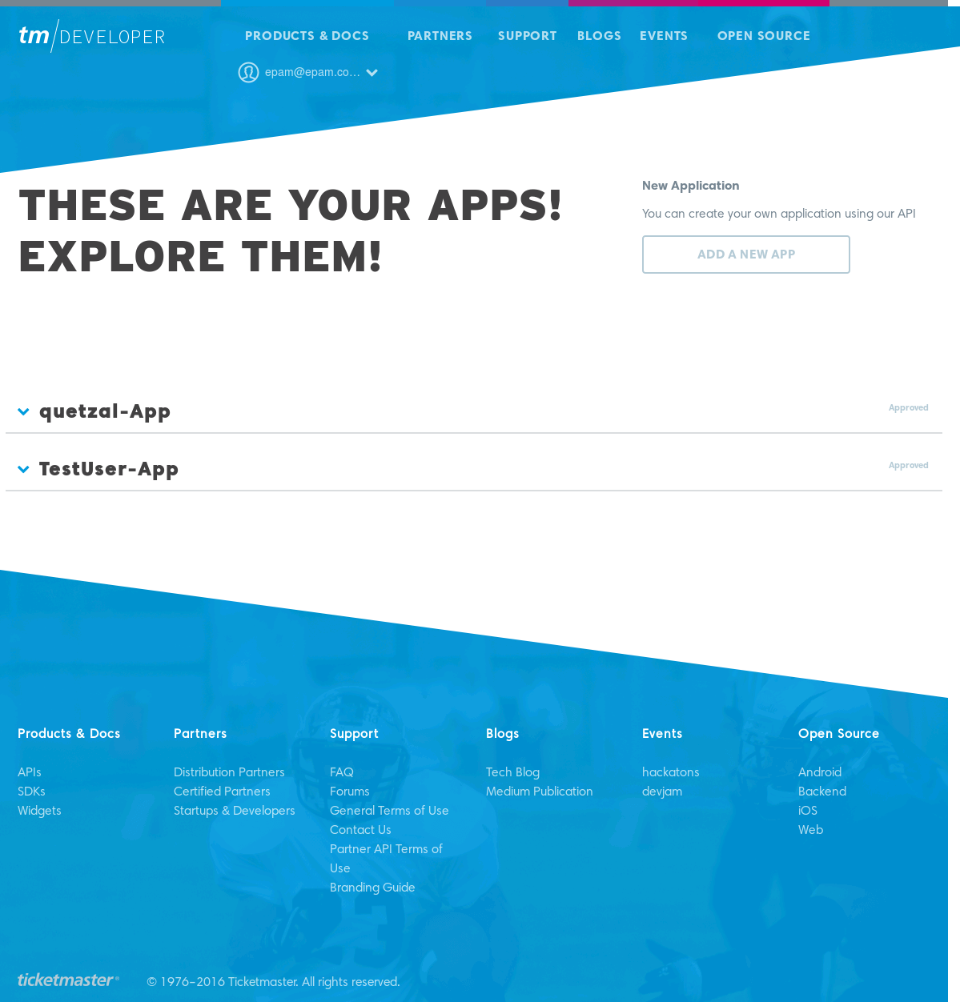 tm/DEVELOPER
PRODUCTS & DOCS
PARTNERS
SUPPORT
BLOGS
EVENTS
OPEN SOURCE
epam@epam.co...
THESE ARE YOUR APPS!
EXPLORE THEM!
New Application
You can create your own application using our API
ADD A NEW APP
quetzal-App
Approved
TestUser-App
Approved
Products & Docs
APIs
SDKs
Widgets
Partners
Distribution Partners
Certified Partners
Startups & Developers
Support
FAQ
Forums
General Terms of Use
Contact Us
Partner API Terms of
Use
Branding Guide
Blogs
Tech Blog
Medium Publication
Events
hackatons
devjam
Open Source
Android
Backend
iOS
Web
ticketmaster®
© 1976–2016 Ticketmaster. All rights reserved.